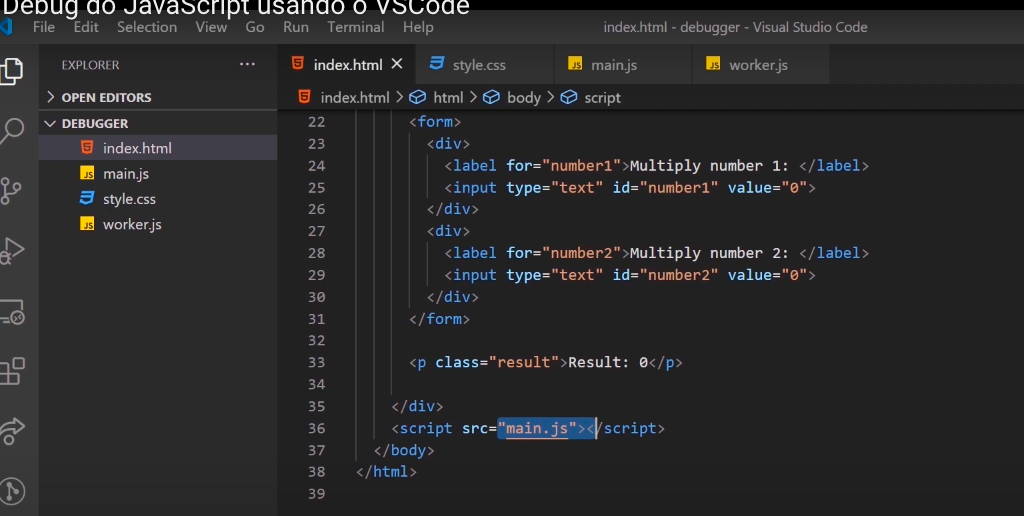 Debug do JavaScript usando o VSCode
File Edit Selection View Go Run Terminal Help index.html - debugger - Visual Studio Code
EXPLORER ···
OPEN EDITORS
DEBUGGER
index.html
main.js
style.css
worker.js
index.html style.css main.js worker.js
index.html > html > body > script
22 <form>
23 <div>
24 <label for="number1">Multiply number 1: </label>
25 <input type="text" id="number1" value="0">
26 </div>
27 <div>
28 <label for="number2">Multiply number 2: </label>
29 <input type="text" id="number2" value="0">
30 </div>
31 </form>
32
33 <p class="result">Result: 0</p>
34
35 </div>
36 <script src="main.js"></script>
37 </body>
38 </html>
39